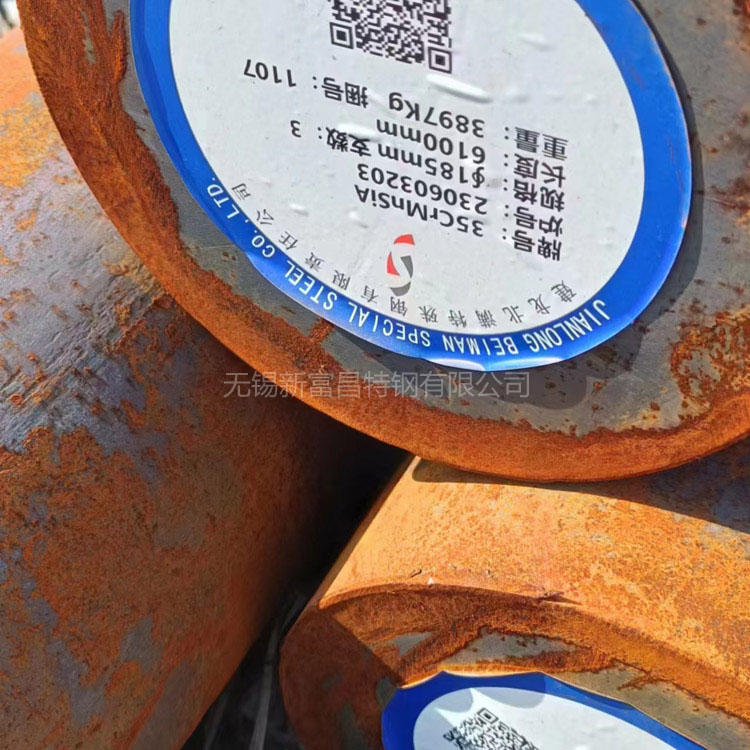 建龙北满特殊钢有限责任公司
JIANLONG BEIMAN SPECIAL STEEL CO., LTD.
牌号: 35CrMnSiA
炉号: 230603203
规格: ϕ185mm 支数: 3
长度: 6100mm
重量: 3897Kg 捆号: 1107
无锡新富昌特钢有限公司